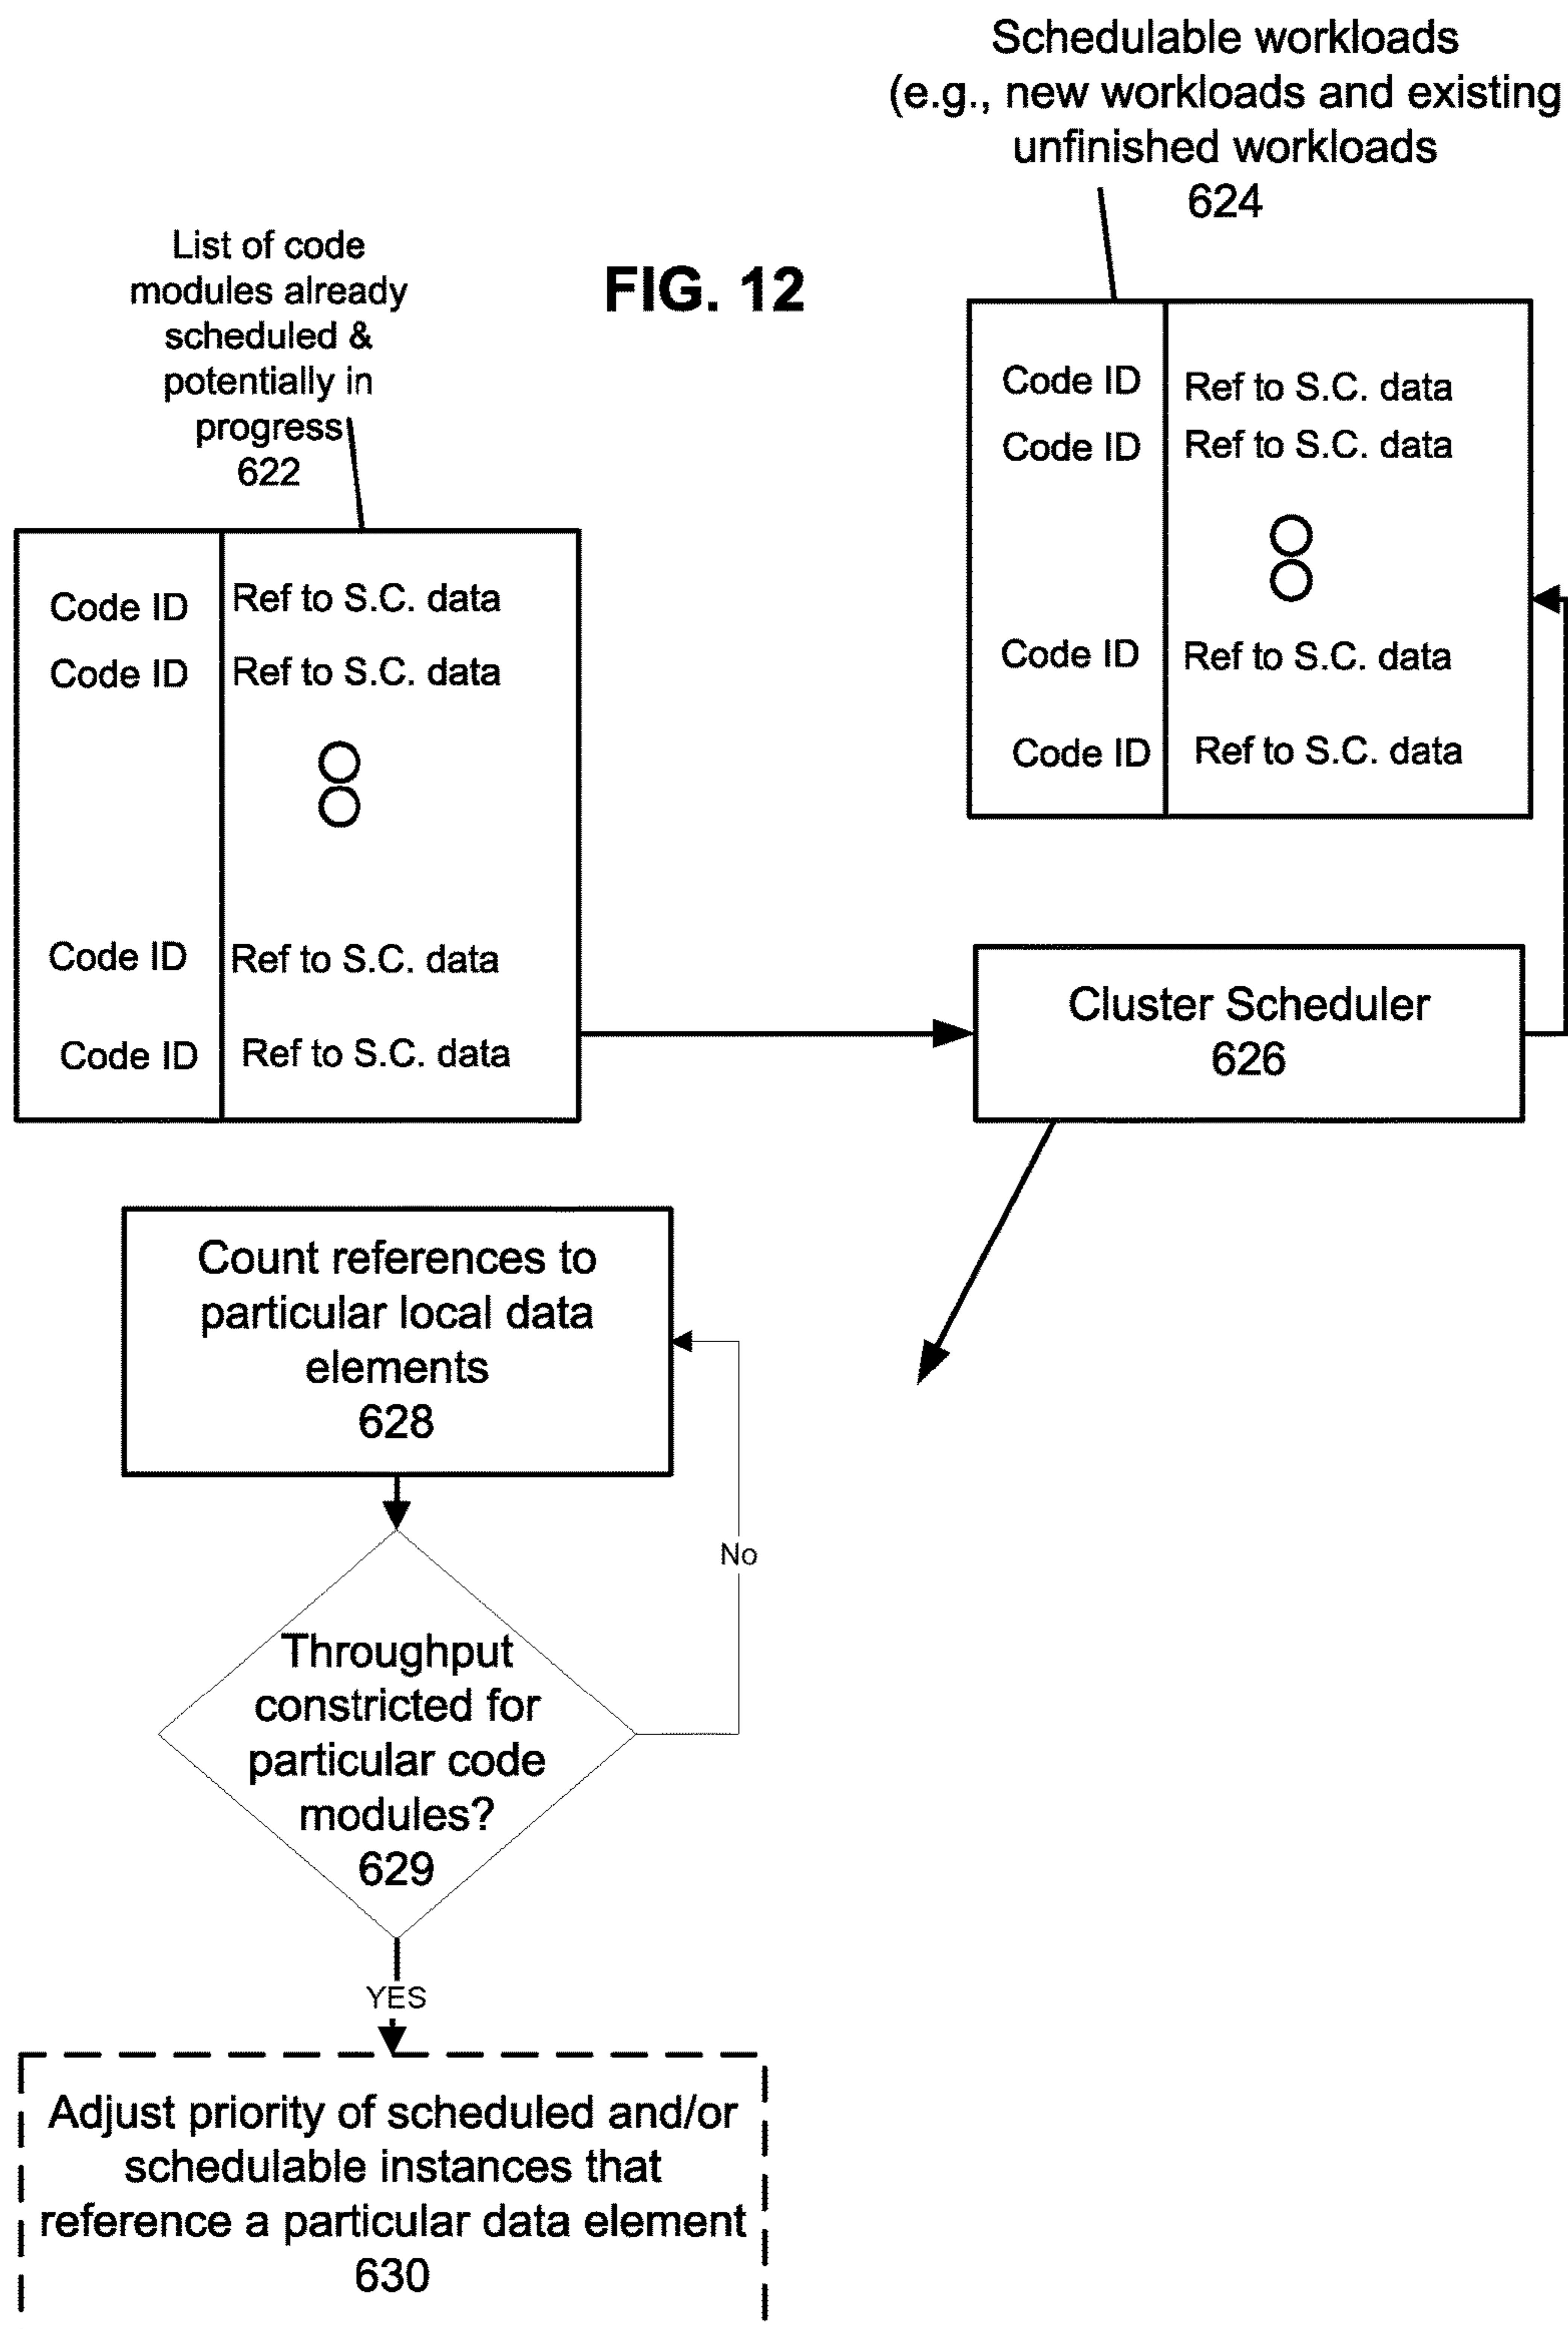 Schedulable workloads
(e.g., new workloads and existing
unfinished workloads
624
List of code
modules already
scheduled &
potentially in
progress
622
FIG. 12
Code ID Ref to S.C. data
Code ID Ref to S.C. data
Code ID Ref to S.C. data
Code ID Ref to S.C. data
Code ID Ref to S.C. data
Code ID Ref to S.C. data
Code ID Ref to S.C. data
Code ID Ref to S.C. data
Cluster Scheduler
626
Count references to
particular local data
elements
628
No
Throughput
constricted for
particular code
modules?
629
YES
Adjust priority of scheduled and/or
schedulable instances that
reference a particular data element
630